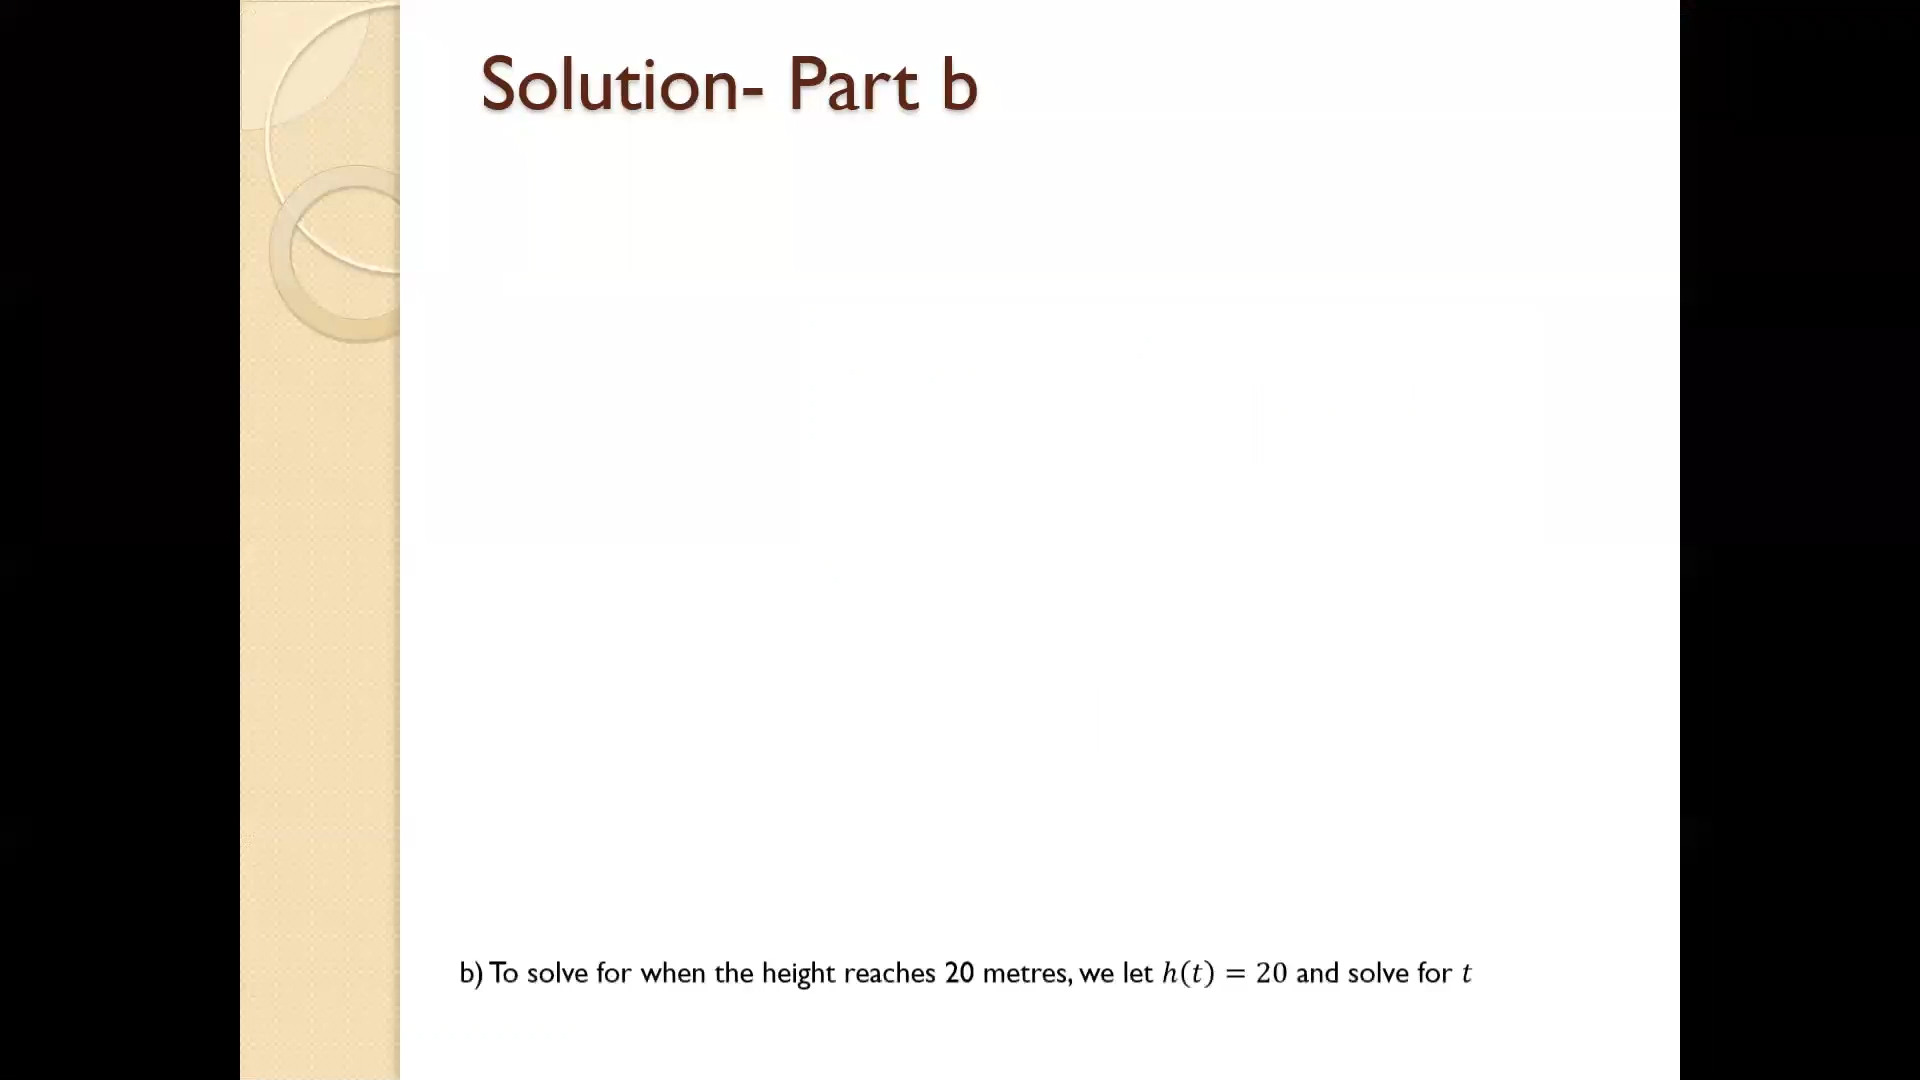 Solution- Part b
b) To solve for when the height reaches 20 metres, we let h(t) = 20 and solve for t